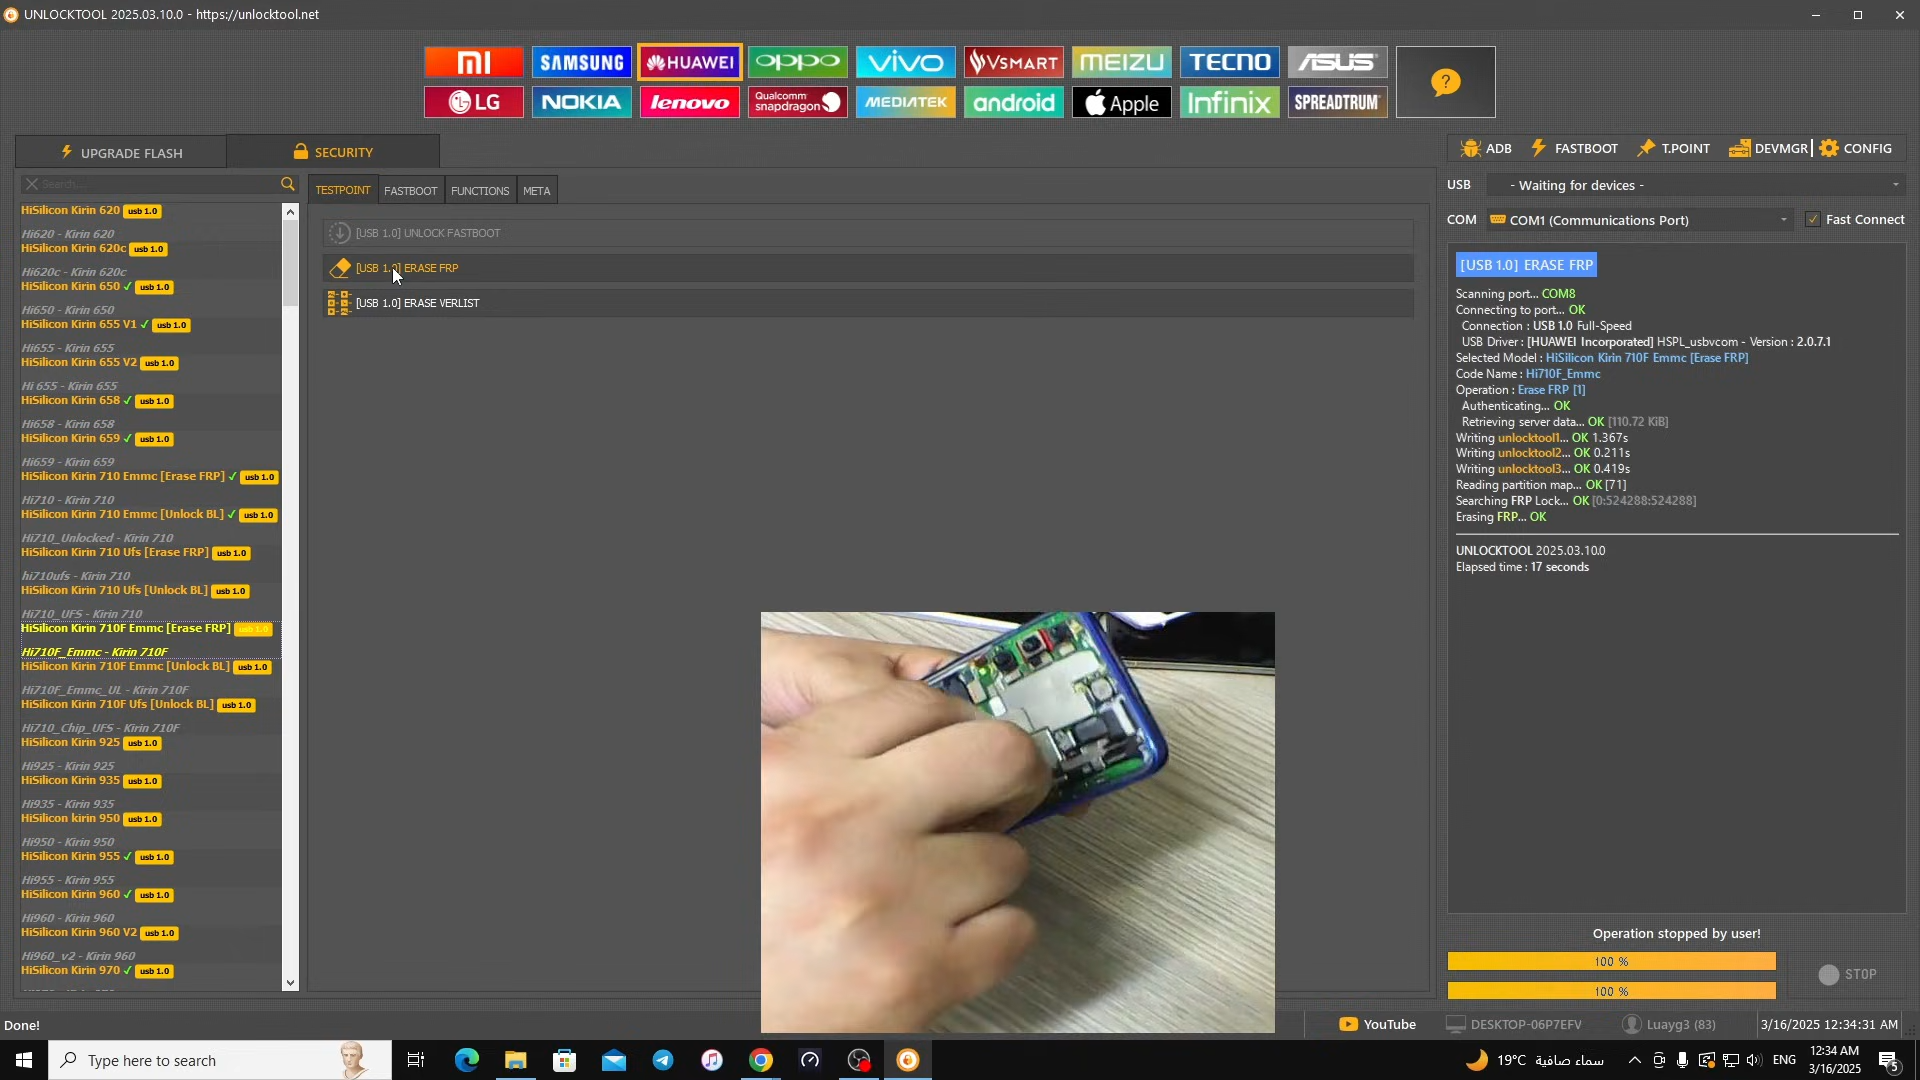 UNLOCKTOOL 2025.03.10.0 - https://unlocktool.net
MI SAMSUNG HUAWEI oppo vivo VSMART MEIZU TECNO ASUS ?
LG NOKIA lenovo Qualcomm snapdragon MEDIATEK android Apple Infinix SPREADTRUM
UPGRADE FLASH SECURITY
ADB FASTBOOT T.POINT DEVMGR CONFIG
Search...
TESTPOINT FASTBOOT FUNCTIONS META
USB - Waiting for devices -
COM COM1 (Communications Port) Fast Connect
HiSilicon Kirin 620 usb 1.0
Hi620 - Kirin 620
HiSilicon Kirin 620c usb 1.0
Hi620c - Kirin 620c
HiSilicon Kirin 650 ✓ usb 1.0
Hi650 - Kirin 650
HiSilicon Kirin 655 V1 ✓ usb 1.0
Hi655 - Kirin 655
HiSilicon Kirin 655 V2 usb 1.0
Hi 655 - Kirin 655
HiSilicon Kirin 658 ✓ usb 1.0
Hi658 - Kirin 658
HiSilicon Kirin 659 ✓ usb 1.0
Hi659 - Kirin 659
HiSilicon Kirin 710 Emmc [Erase FRP] ✓ usb 1.0
Hi710 - Kirin 710
HiSilicon Kirin 710 Emmc [Unlock BL] ✓ usb 1.0
Hi710_Unlocked - Kirin 710
HiSilicon Kirin 710 Ufs [Erase FRP] usb 1.0
hi710ufs - Kirin 710
HiSilicon Kirin 710 Ufs [Unlock BL] usb 1.0
Hi710_UFS - Kirin 710
HiSilicon Kirin 710F Emmc [Erase FRP] usb 1.0
Hi710F_Emmc - Kirin 710F
HiSilicon Kirin 710F Emmc [Unlock BL] usb 1.0
Hi710F_Emmc_UL - Kirin 710F
HiSilicon Kirin 710F Ufs [Unlock BL] usb 1.0
Hi710_Chip_UFS - Kirin 710F
HiSilicon Kirin 925 usb 1.0
Hi925 - Kirin 925
HiSilicon Kirin 935 usb 1.0
Hi935 - Kirin 935
HiSilicon kirin 950 usb 1.0
Hi950 - Kirin 950
HiSilicon Kirin 955 ✓ usb 1.0
Hi955 - Kirin 955
HiSilicon Kirin 960 ✓ usb 1.0
Hi960 - Kirin 960
HiSilicon Kirin 960 V2 usb 1.0
Hi960_v2 - Kirin 960
HiSilicon Kirin 970 ✓ usb 1.0
[USB 1.0] UNLOCK FASTBOOT
[USB 1.0] ERASE FRP
[USB 1.0] ERASE VERLIST
[USB 1.0] ERASE FRP
Scanning port... COM8
Connecting to port... OK
Connection : USB 1.0 Full-Speed
USB Driver : [HUAWEI Incorporated] HSPL_usbvcom - Version : 2.0.7.1
Selected Model : HiSilicon Kirin 710F Emmc [Erase FRP]
Code Name : Hi710F_Emmc
Operation : Erase FRP [1]
Authenticating... OK
Retrieving server data... OK [110.72 KiB]
Writing unlocktool1... OK 1.367s
Writing unlocktool2... OK 0.211s
Writing unlocktool3... OK 0.419s
Reading partition map... OK [71]
Searching FRP Lock... OK [0:524288:524288]
Erasing FRP... OK
UNLOCKTOOL 2025.03.10.0
Elapsed time : 17 seconds
Operation stopped by user!
100 %
100 %
STOP
Done!
YouTube DESKTOP-06P7EFV Luayg3 (83) 3/16/2025 12:34:31 AM
Type here to search
19°C سماء صافية
ENG
12:34 AM
3/16/2025
5